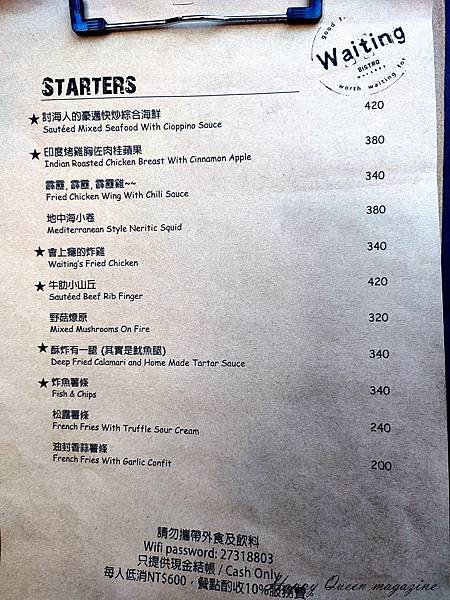 good f
Waiting
BISTRO
worth waiting for
STARTERS
★討海人的豪邁快炒綜合海鮮 420
Sautéed Mixed Seafood With Cioppino Sauce
★印度烤雞胸佐肉桂蘋果 380
Indian Roasted Chicken Breast With Cinnamon Apple
霹靂, 霹靂, 霹靂雞~~ 340
Fried Chicken Wing With Chili Sauce
地中海小卷 380
Mediterranean Style Neritic Squid
★會上癮的炸雞 340
Waiting's Fried Chicken
★牛肋小山丘 420
Sautéed Beef Rib Finger
野菇燎原 320
Mixed Mushrooms On Fire
★酥炸有一腿 (其實是魷魚腿) 340
Deep Fried Calamari and Home Made Tartar Sauce
★炸魚薯條 340
Fish & Chips
松露薯條 240
French Fries With Truffle Sour Cream
油封香蒜薯條 200
French Fries With Garlic Confit
請勿攜帶外食及飲料
Wifi password: 27318803
只提供現金結帳 / Cash Only
每人低消NT$600，餐點酌收10%服務費。
Happy Queen magazine